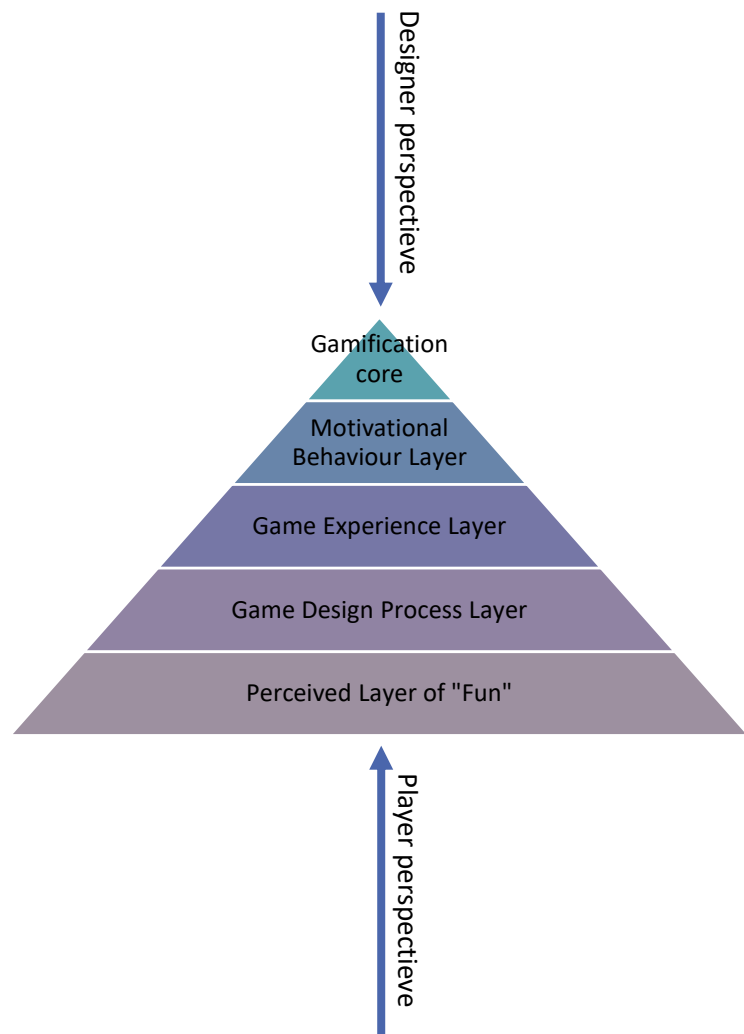 Designer perspectieve
Gamification
core
Motivational
Behaviour Layer
Game Experience Layer
Game Design Process Layer
Perceived Layer of "Fun"
Player perspectieve